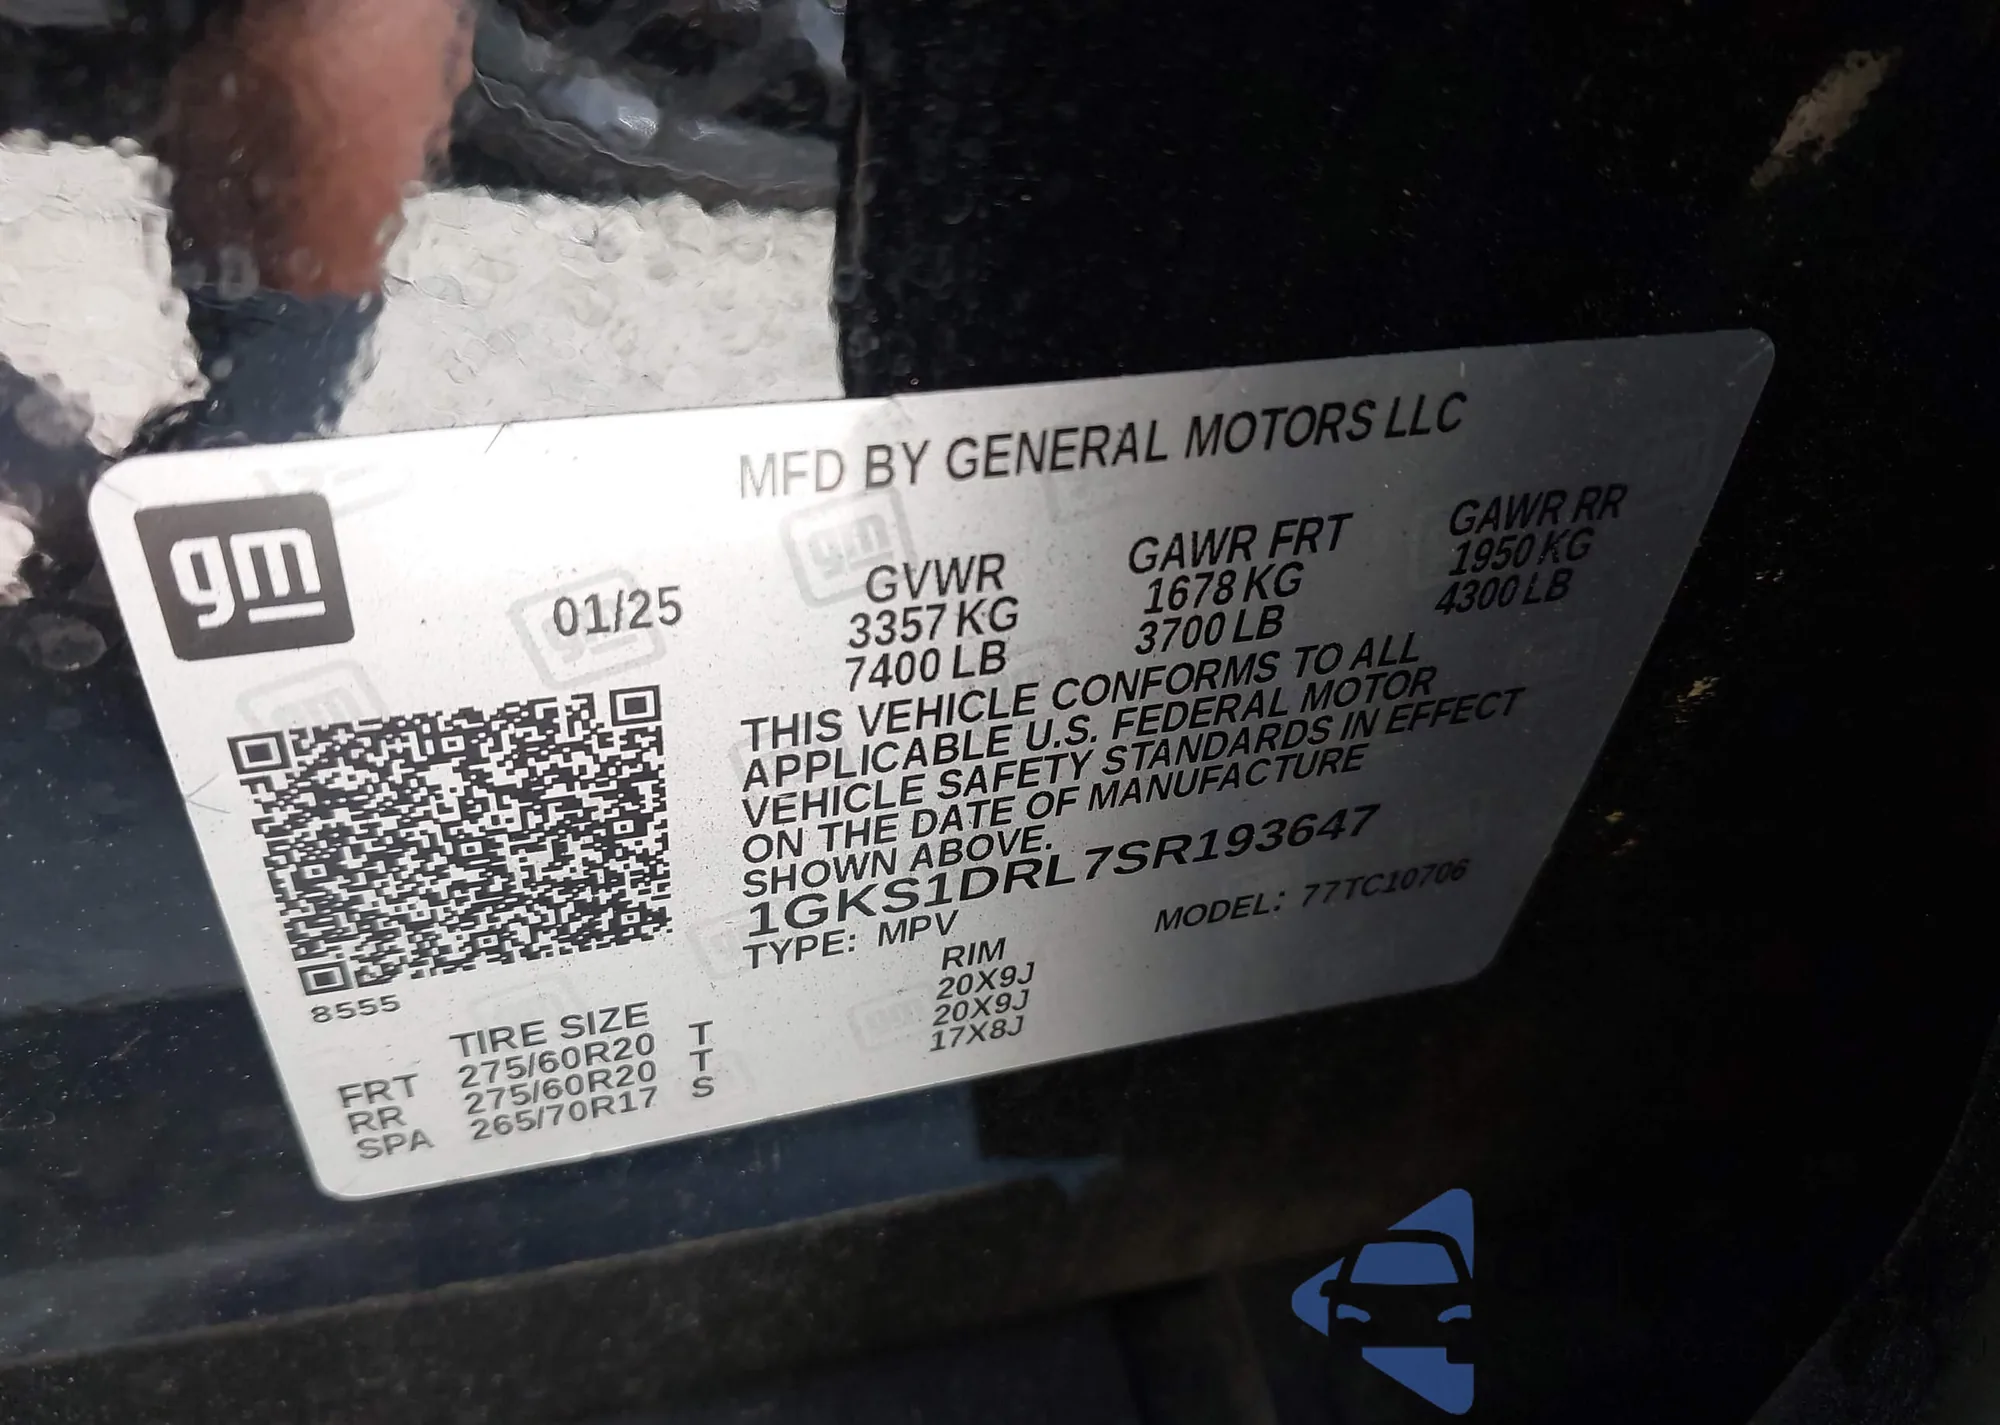 gm
MFD BY GENERAL MOTORS LLC
01/25
GVWR
3357 KG
7400 LB
GAWR FRT
1678 KG
3700 LB
GAWR RR
1950 KG
4300 LB
THIS VEHICLE CONFORMS TO ALL
APPLICABLE U.S. FEDERAL MOTOR
VEHICLE SAFETY STANDARDS IN EFFECT
ON THE DATE OF MANUFACTURE
SHOWN ABOVE.
1GKS1DRL7SR193647
TYPE: MPV
MODEL: 77TC10706
8555
TIRE SIZE RIM
FRT 275/60R20 T 20X9J
RR 275/60R20 T 20X9J
SPA 265/70R17 S 17X8J